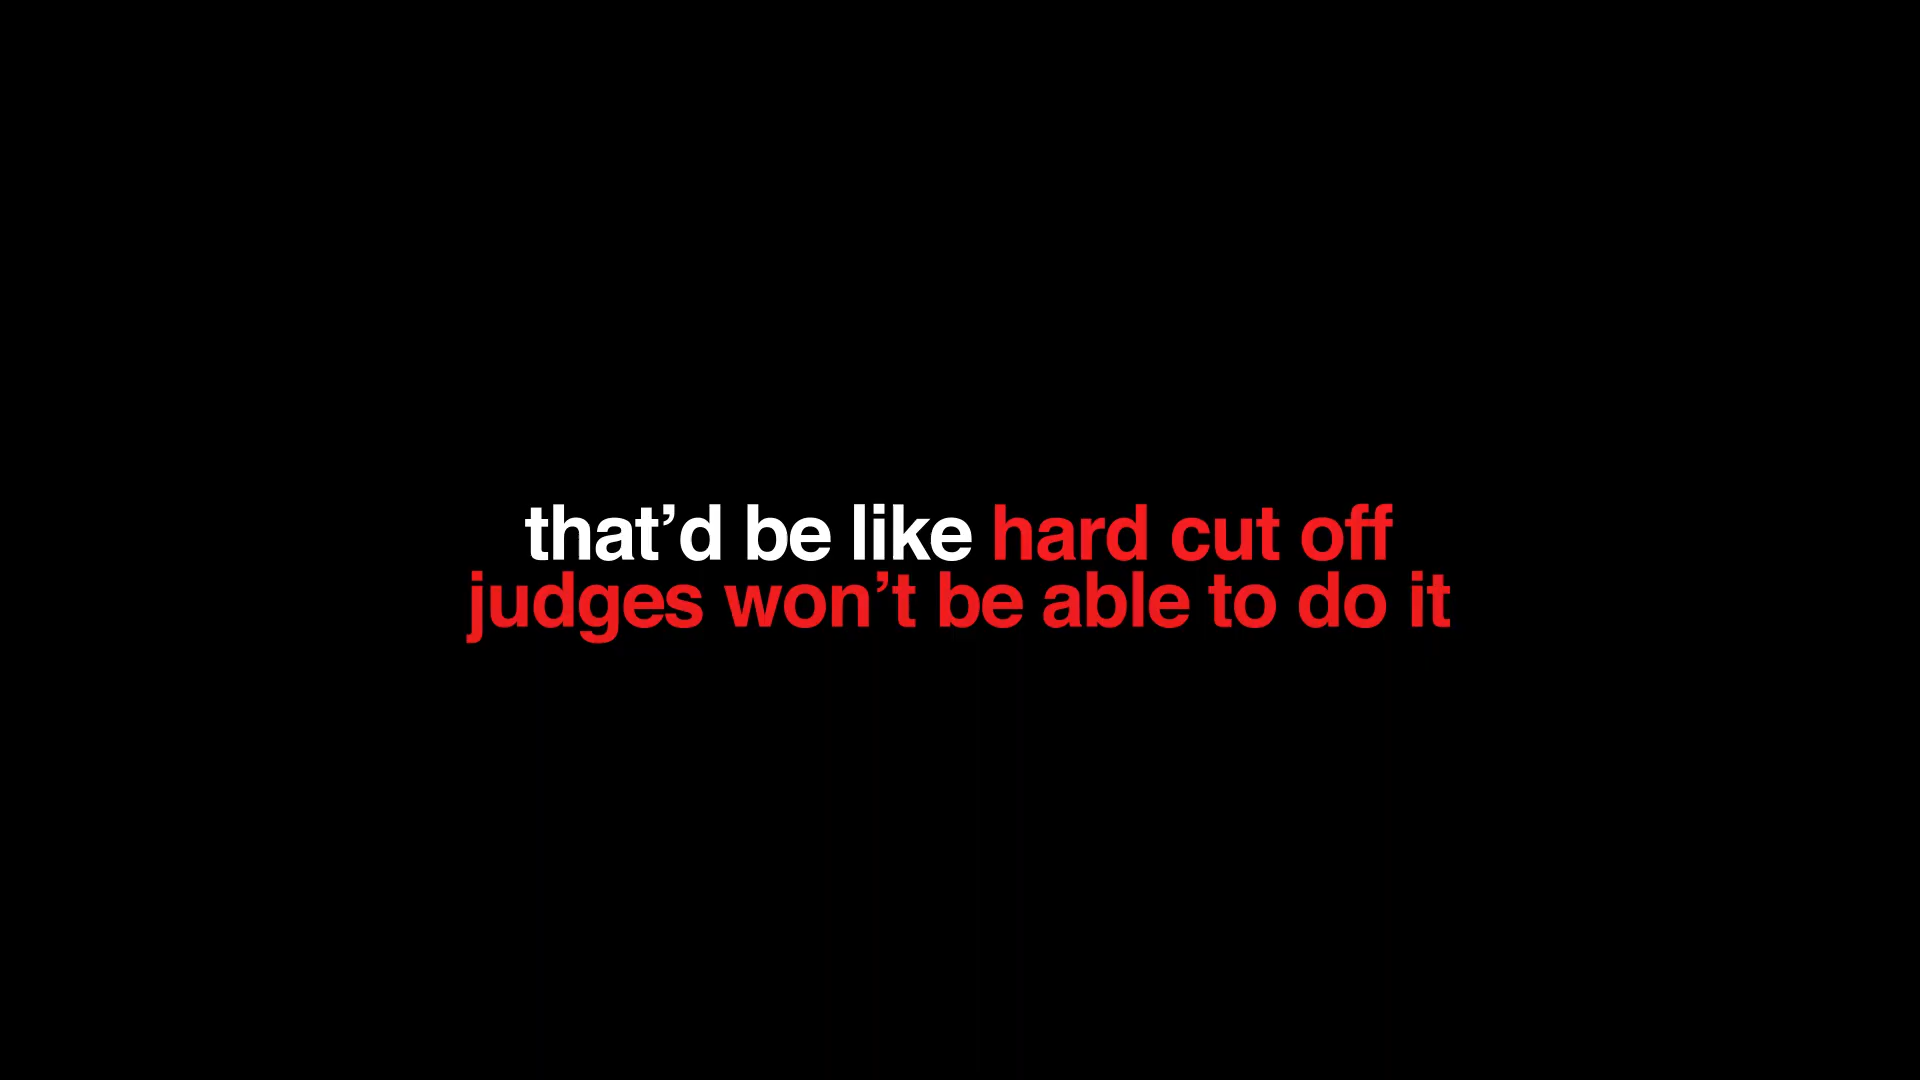 that’d be like hard cut off
judges won’t be able to do it